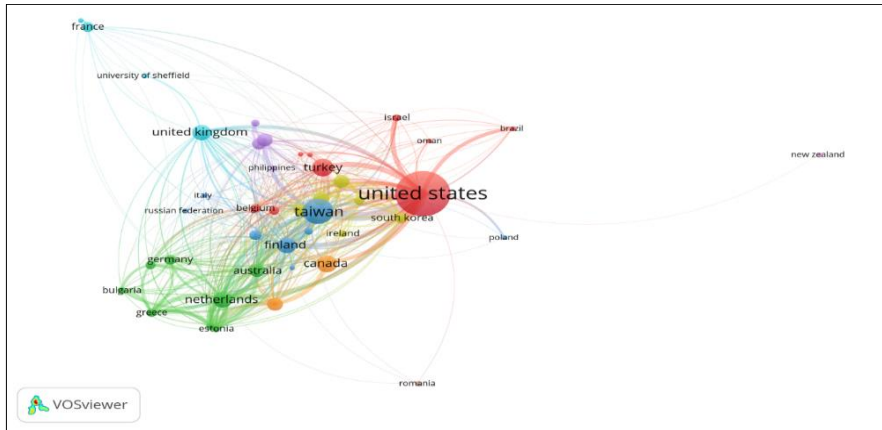 france
university of sheffield
united kingdom
israel
brazil
oman
new zealand
philippines
turkey
united states
italy
belgium
russian federation
taiwan
south korea
ireland
poland
finland
germany
australia
canada
bulgaria
netherlands
greece
estonia
romania
VOSviewer